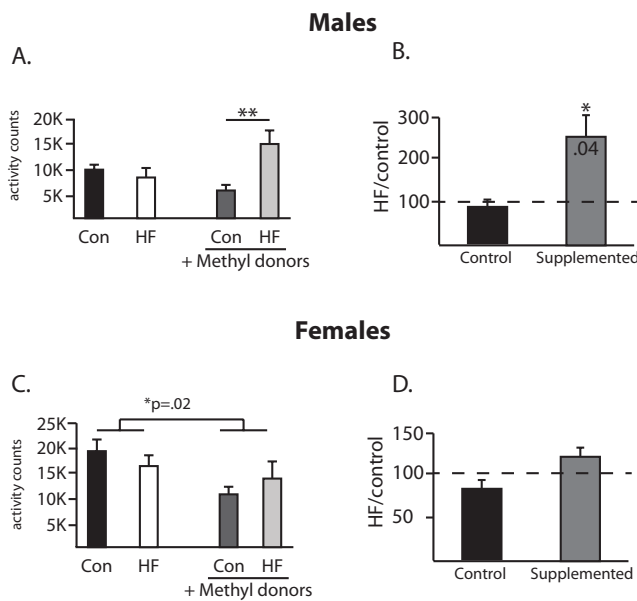 Males
A.
activity counts
20K
15K
10K
5K
**
Con
HF
Con
HF
+ Methyl donors
B.
HF/control
300
200
100
*
.04
Control
Supplemented
Females
C.
activity counts
25K
20K
15K
10K
5K
*p=.02
Con
HF
Con
HF
+ Methyl donors
D.
HF/control
150
100
50
Control
Supplemented